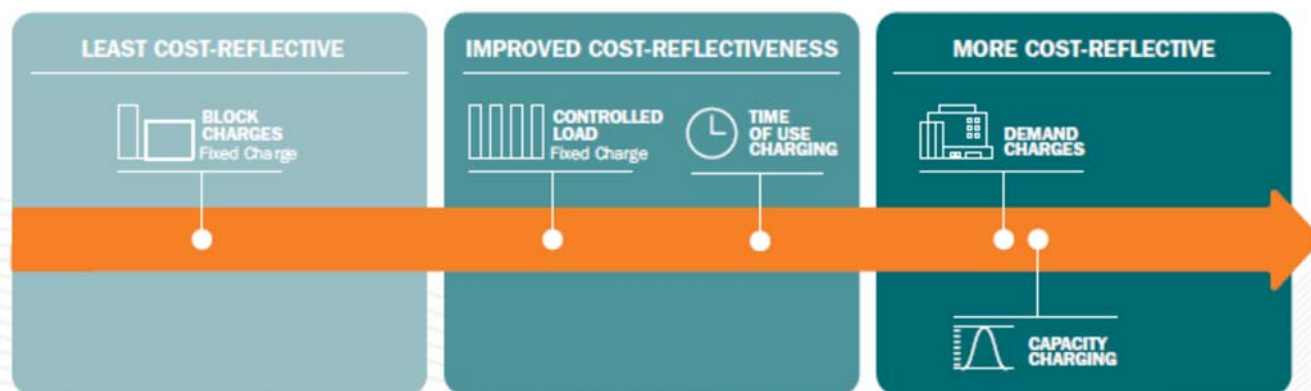 LEAST COST-REFLECTIVE
BLOCK
CHARGES
Fixed Charge
IMPROVED COST-REFLECTIVENESS
CONTROLLED
LOAD
Fixed Charge
TIME
OF USE
CHARGING
MORE COST-REFLECTIVE
DEMAND
CHARGES
CAPACITY
CHARGING